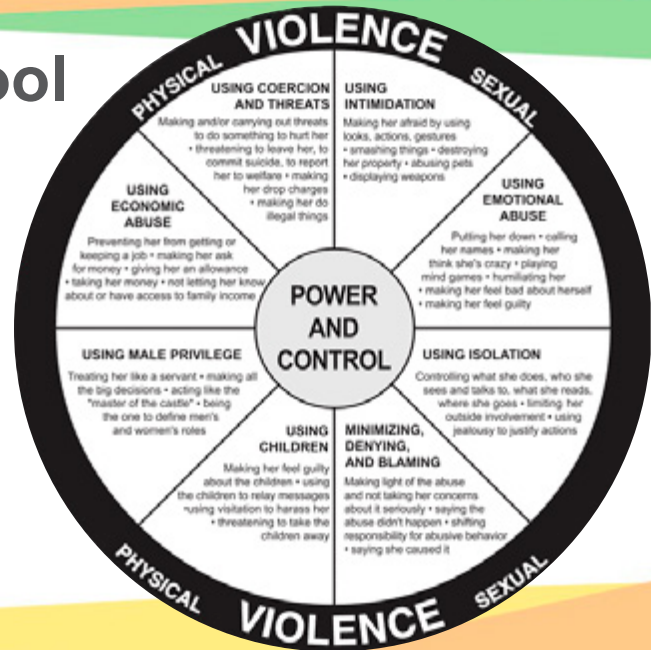 ool
VIOLENCE
PHYSICAL
SEXUAL
USING COERCION
AND THREATS
Making and/or carrying out threats
to do something to hurt her
• threatening to leave her, to
commit suicide, to report
her to welfare • making
her drop charges
• making her do
illegal things
USING
INTIMIDATION
Making her afraid by using
looks, actions, gestures
• smashing things • destroying
her property • abusing pets
• displaying weapons
USING
EMOTIONAL
ABUSE
Putting her down • calling
her names • making her
think she's crazy • playing
mind games • humiliating her
• making her feel bad about herself
• making her feel guilty
USING ISOLATION
Controlling what she does, who she
sees and talks to, what she reads,
where she goes • limiting her
outside involvement • using
jealousy to justify actions
MINIMIZING,
DENYING,
AND BLAMING
Making light of the abuse
and not taking her concerns
about it seriously • saying the
abuse didn't happen • shifting
responsibility for abusive behavior
• saying she caused it
USING
CHILDREN
Making her feel guilty
about the children • using
the children to relay messages
•using visitation to harass her
• threatening to take the
children away
USING MALE PRIVILEGE
Treating her like a servant • making all
the big decisions • acting like the
"master of the castle" • being
the one to define men's
and women's roles
USING
ECONOMIC
ABUSE
Preventing her from getting or
keeping a job • making her ask
for money • giving her an allowance
• taking her money • not letting her know
about or have access to family income
POWER
AND
CONTROL
PHYSICAL
VIOLENCE
SEXUAL